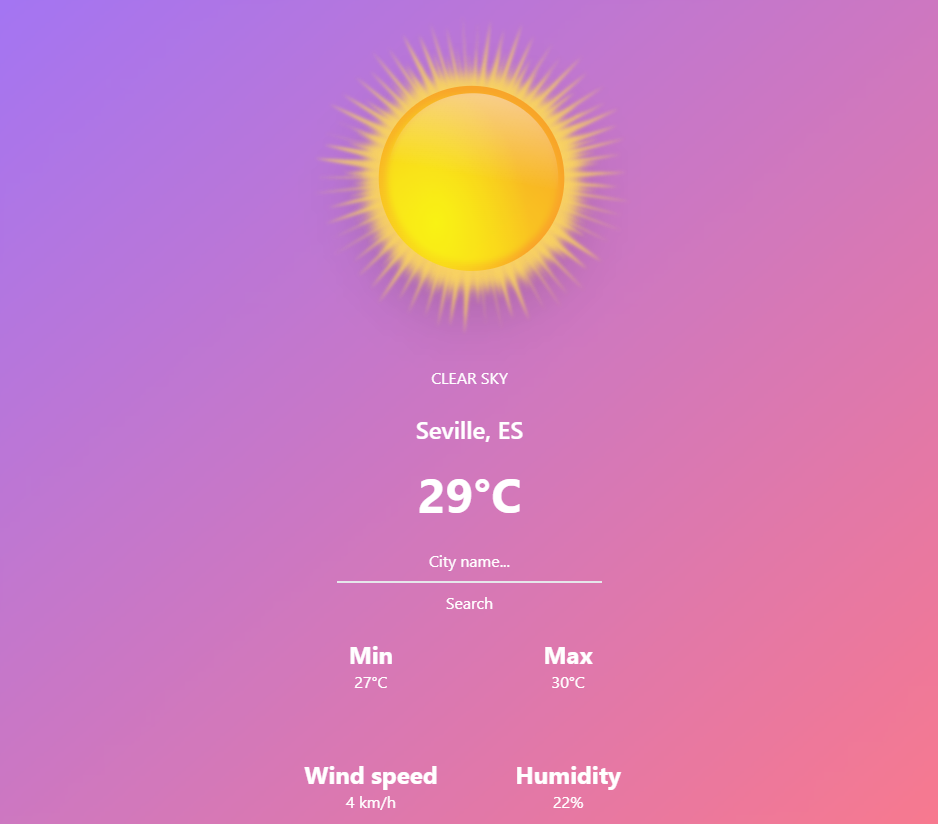 CLEAR SKY
Seville, ES
29°C
City name...
Search
Min
Max
27°C
30°C
Wind speed
Humidity
4 km/h
22%